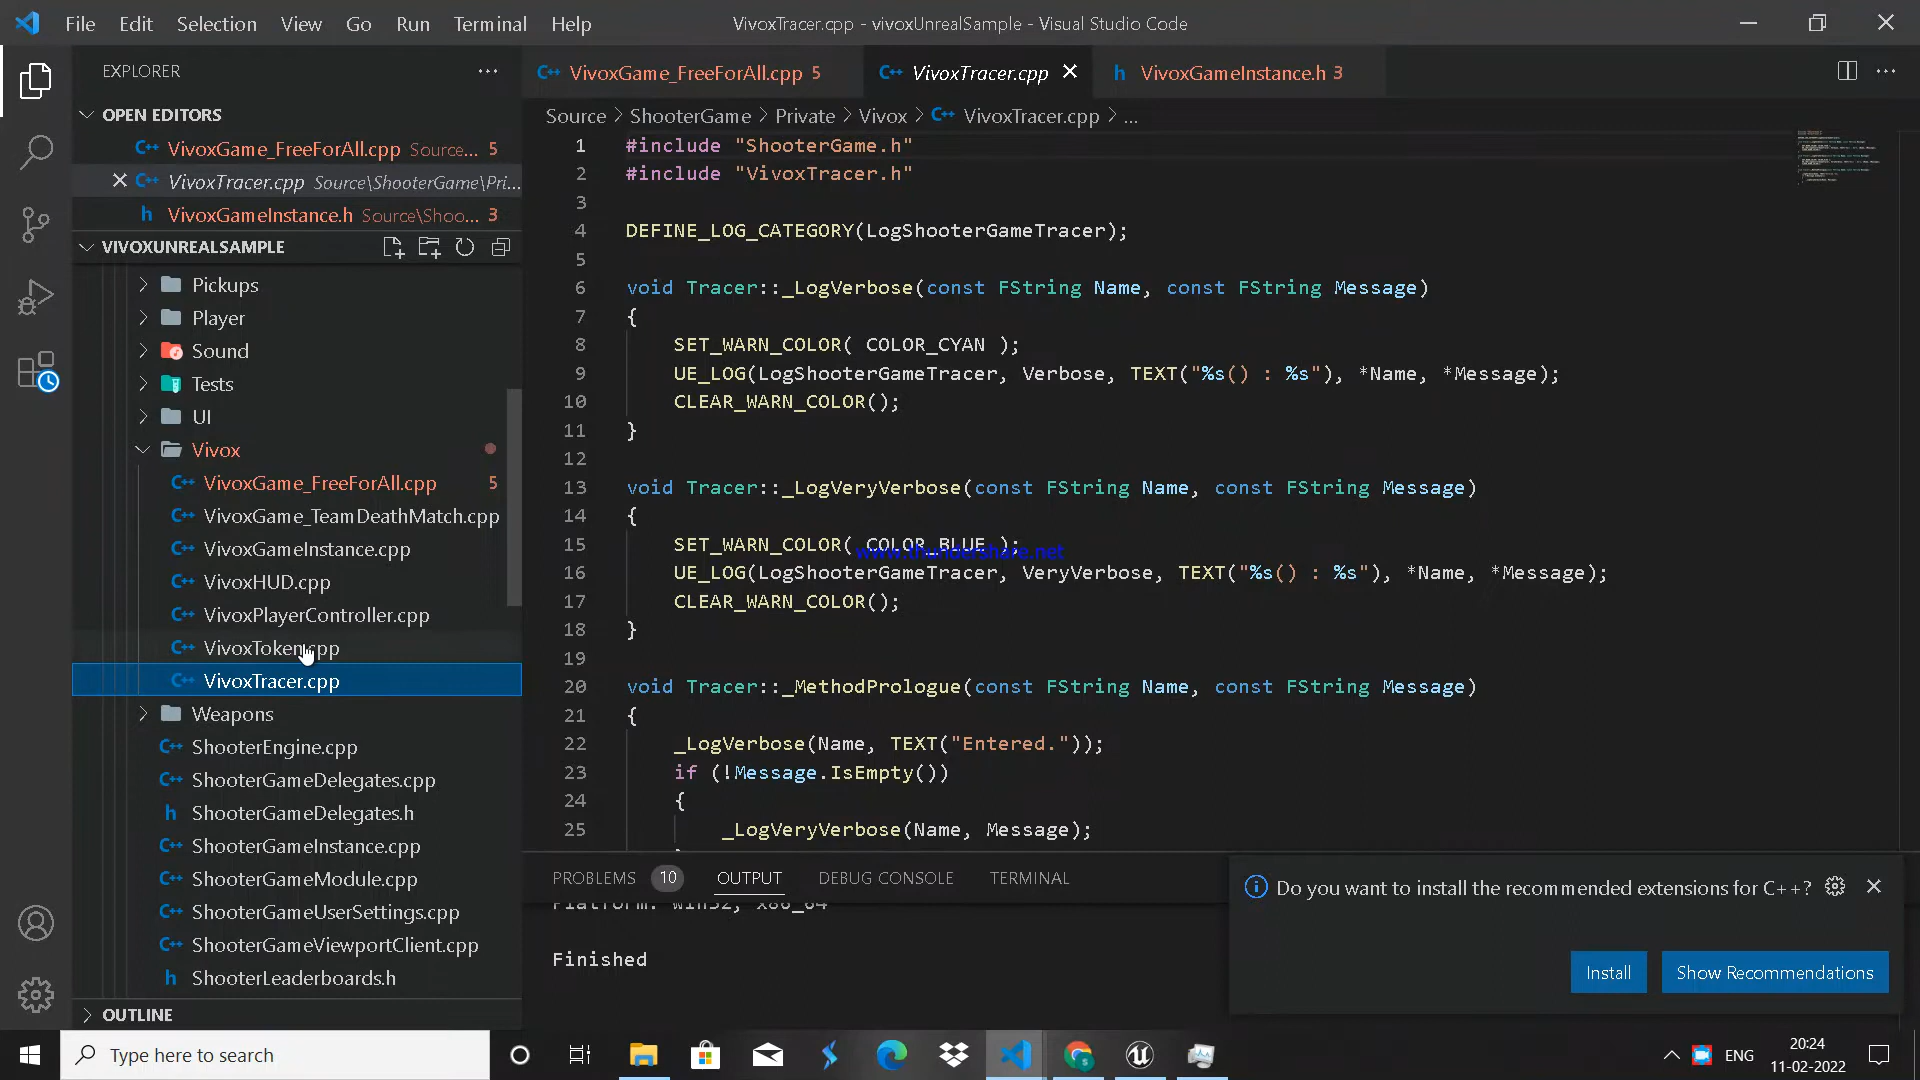 File Edit Selection View Go Run Terminal Help
VivoxTracer.cpp - vivoxUnrealSample - Visual Studio Code
EXPLORER
OPEN EDITORS
VivoxGame_FreeForAll.cpp Source... 5
VivoxTracer.cpp Source\ShooterGame\Pri...
VivoxGameInstance.h Source\Shoo... 3
VIVOXUNREALSAMPLE
Pickups
Player
Sound
Tests
UI
Vivox
VivoxGame_FreeForAll.cpp 5
VivoxGame_TeamDeathMatch.cpp
VivoxGameInstance.cpp
VivoxHUD.cpp
VivoxPlayerController.cpp
VivoxToken.cpp
VivoxTracer.cpp
Weapons
ShooterEngine.cpp
ShooterGameDelegates.cpp
ShooterGameDelegates.h
ShooterGameInstance.cpp
ShooterGameModule.cpp
ShooterGameUserSettings.cpp
ShooterGameViewportClient.cpp
ShooterLeaderboards.h
OUTLINE
VivoxGame_FreeForAll.cpp 5
VivoxTracer.cpp
VivoxGameInstance.h 3
Source > ShooterGame > Private > Vivox > VivoxTracer.cpp > ...
1 #include "ShooterGame.h"
2 #include "VivoxTracer.h"
3
4 DEFINE_LOG_CATEGORY(LogShooterGameTracer);
5
6 void Tracer::_LogVerbose(const FString Name, const FString Message)
7 {
8 SET_WARN_COLOR( COLOR_CYAN );
9 UE_LOG(LogShooterGameTracer, Verbose, TEXT("%s() : %s"), *Name, *Message);
10 CLEAR_WARN_COLOR();
11 }
12
13 void Tracer::_LogVeryVerbose(const FString Name, const FString Message)
14 {
15 SET_WARN_COLOR( COLOR_BLUE );
www.thundershare.net
16 UE_LOG(LogShooterGameTracer, VeryVerbose, TEXT("%s() : %s"), *Name, *Message);
17 CLEAR_WARN_COLOR();
18 }
19
20 void Tracer::_MethodPrologue(const FString Name, const FString Message)
21 {
22 _LogVerbose(Name, TEXT("Entered."));
23 if (!Message.IsEmpty())
24 {
25 _LogVeryVerbose(Name, Message);
PROBLEMS 10 OUTPUT DEBUG CONSOLE TERMINAL
Platform: win32, x86_64
Finished
Do you want to install the recommended extensions for C++?
Install
Show Recommendations
Type here to search
ENG
20:24
11-02-2022